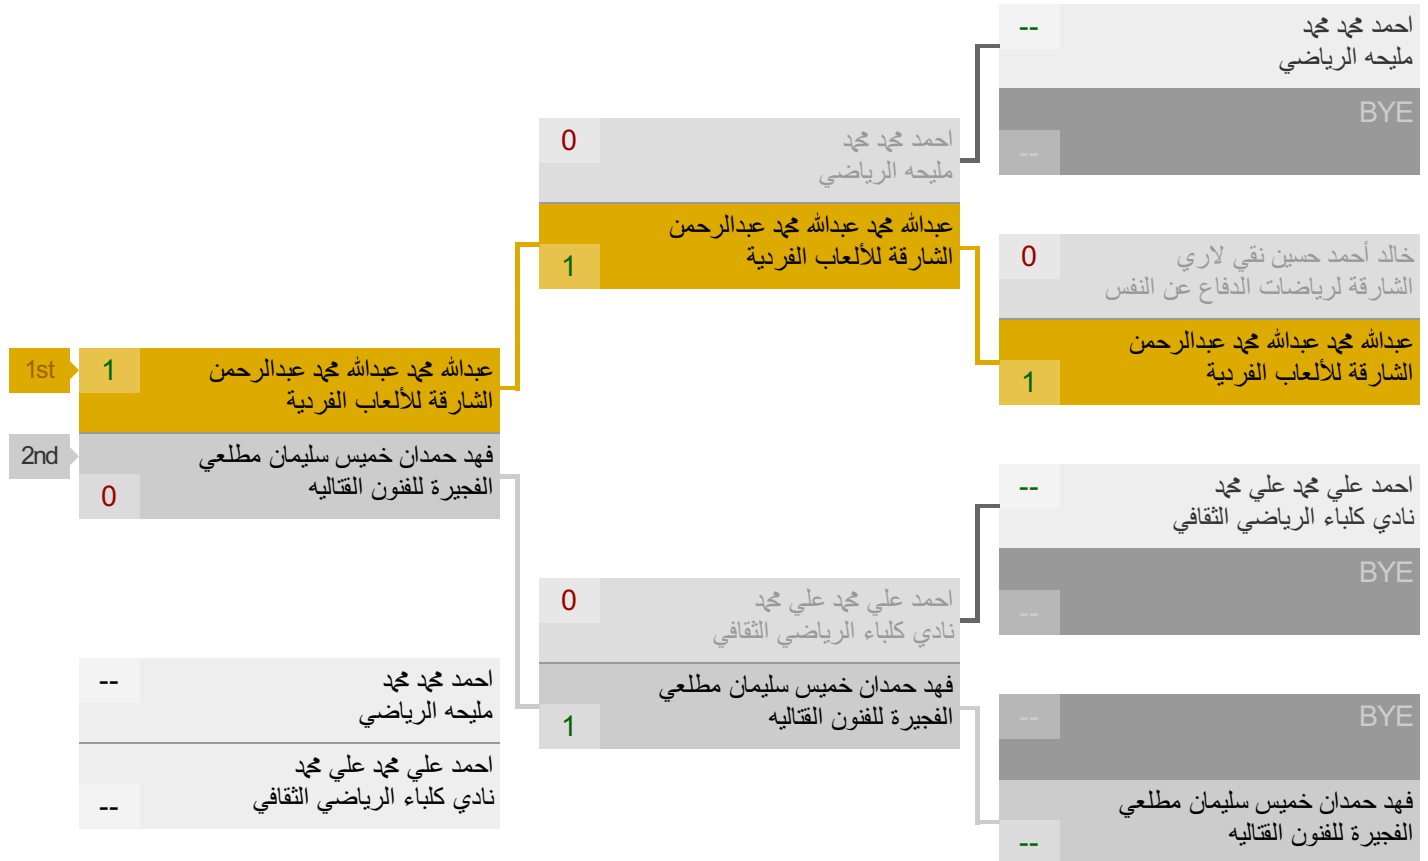 --
احمد محمد محمد
مليحه الرياضي
BYE
--
0
احمد محمد محمد
مليحه الرياضي
عبدالله محمد عبدالله محمد عبدالرحمن
الشارقة للألعاب الفردية
1
0
خالد أحمد حسين نقي لاري
الشارقة لرياضات الدفاع عن النفس
عبدالله محمد عبدالله محمد عبدالرحمن
الشارقة للألعاب الفردية
1
1st
1
عبدالله محمد عبدالله محمد عبدالرحمن
الشارقة للألعاب الفردية
2nd
فهد حمدان خميس سليمان مطلعي
الفجيرة للفنون القتاليه
0
--
احمد علي محمد علي محمد
نادي كلباء الرياضي الثقافي
BYE
--
0
احمد علي محمد علي محمد
نادي كلباء الرياضي الثقافي
فهد حمدان خميس سليمان مطلعي
الفجيرة للفنون القتاليه
1
--
احمد محمد محمد
مليحه الرياضي
احمد علي محمد علي محمد
نادي كلباء الرياضي الثقافي
--
--
BYE
فهد حمدان خميس سليمان مطلعي
الفجيرة للفنون القتاليه
--